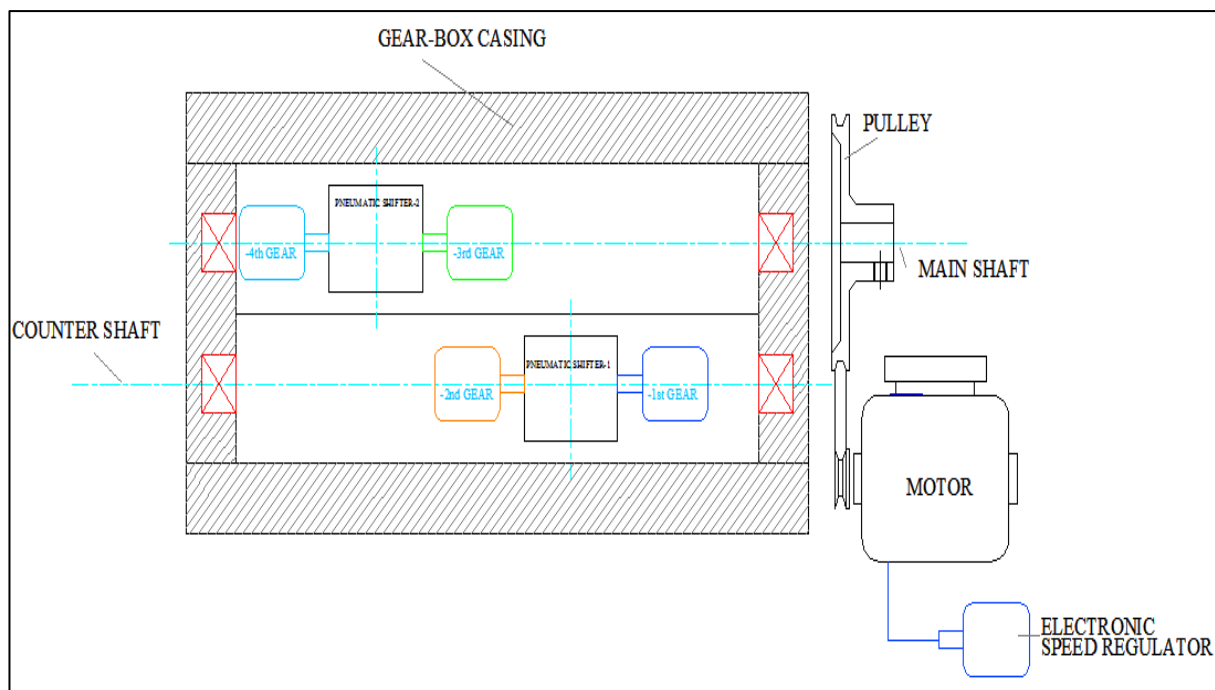 GEAR-BOX CASING
PULLEY
PNEUMATIC SHIFTER-2
-4th GEAR
-3rd GEAR
MAIN SHAFT
COUNTER SHAFT
PNEUMATIC SHIFTER-1
-2nd GEAR
-1st GEAR
MOTOR
ELECTRONIC
SPEED REGULATOR